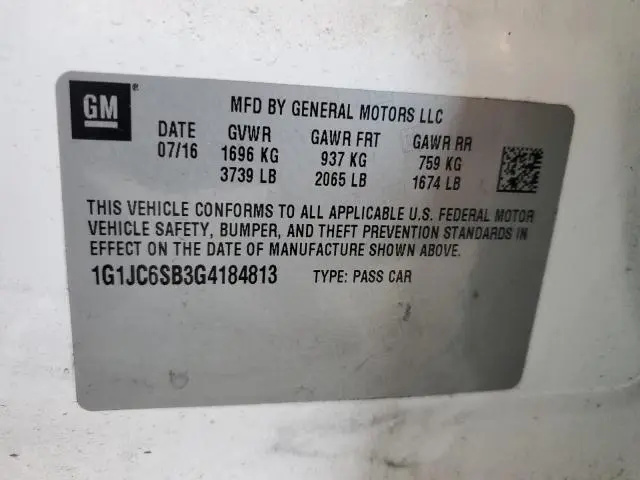 GM ®
MFD BY GENERAL MOTORS LLC
DATE GVWR GAWR FRT GAWR RR
07/16 1696 KG 937 KG 759 KG
3739 LB 2065 LB 1674 LB
THIS VEHICLE CONFORMS TO ALL APPLICABLE U.S. FEDERAL MOTOR
VEHICLE SAFETY, BUMPER, AND THEFT PREVENTION STANDARDS IN
EFFECT ON THE DATE OF MANUFACTURE SHOWN ABOVE.
1G1JC6SB3G4184813 TYPE: PASS CAR